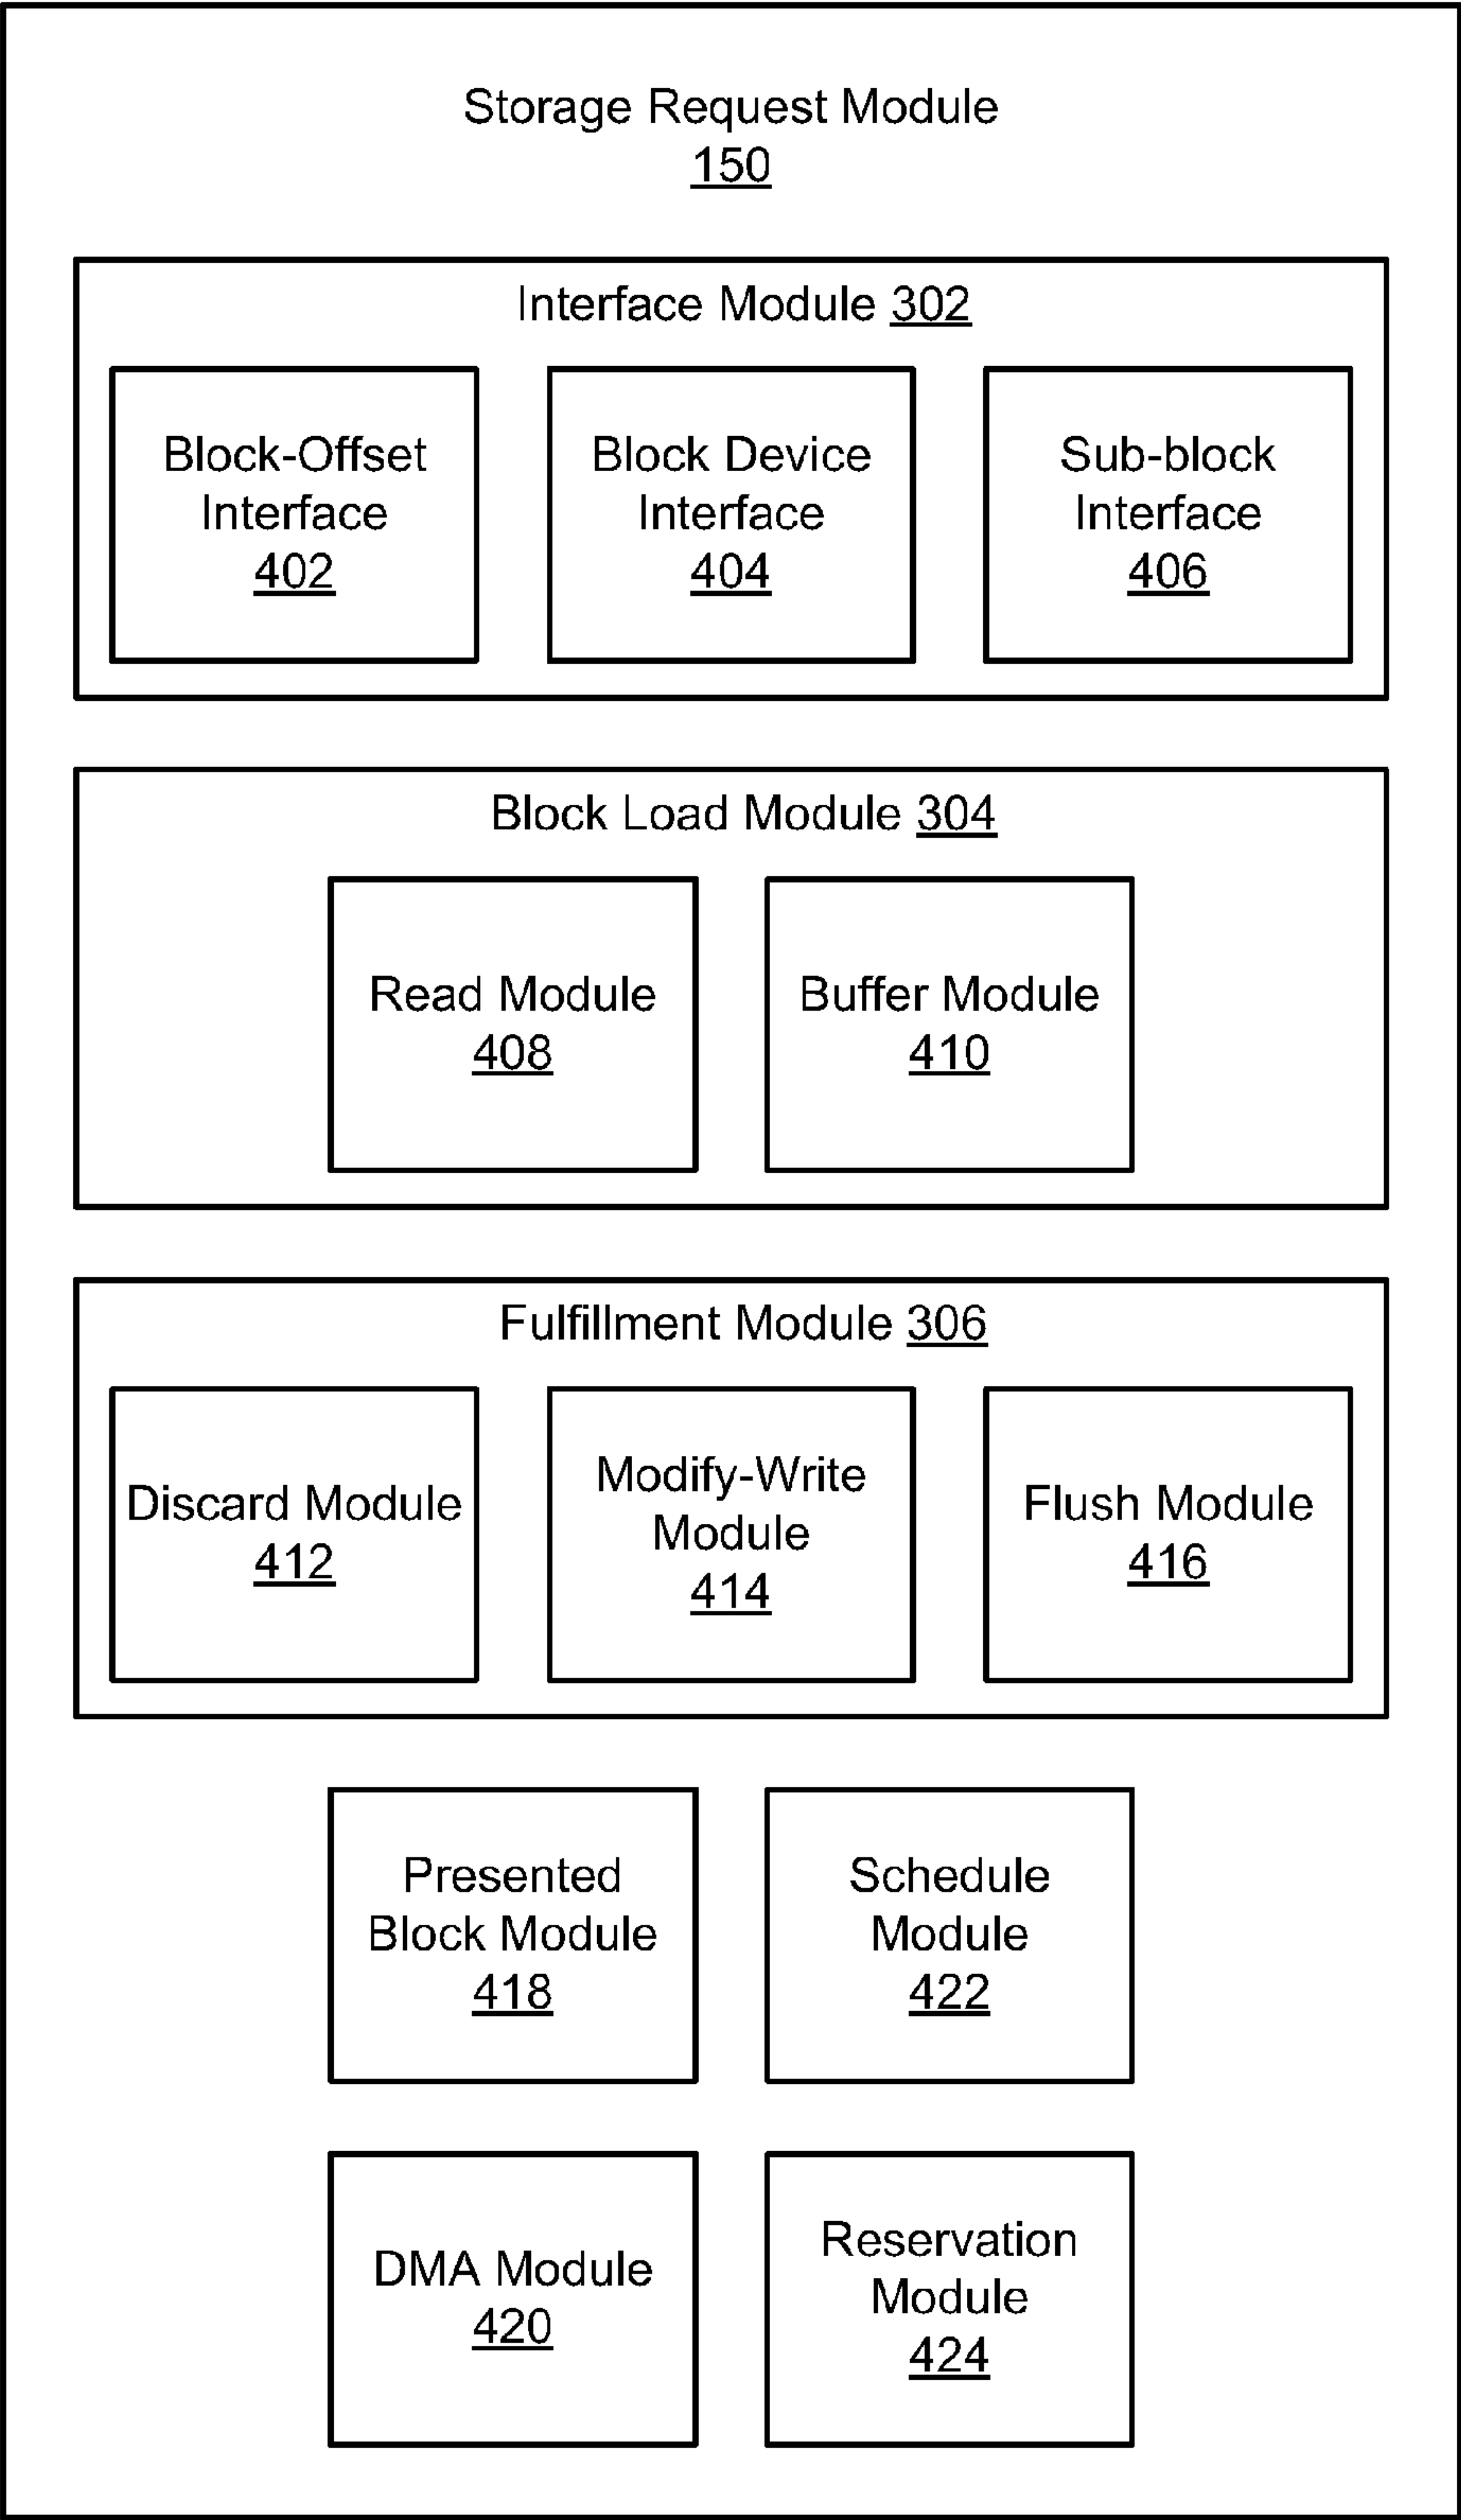 Storage Request Module
150
Interface Module 302
Block-Offset
Interface
402
Block Device
Interface
404
Sub-block
Interface
406
Block Load Module 304
Read Module
408
Buffer Module
410
Fulfillment Module 306
Discard Module
412
Modify-Write
Module
414
Flush Module
416
Presented
Block Module
418
Schedule
Module
422
DMA Module
420
Reservation
Module
424